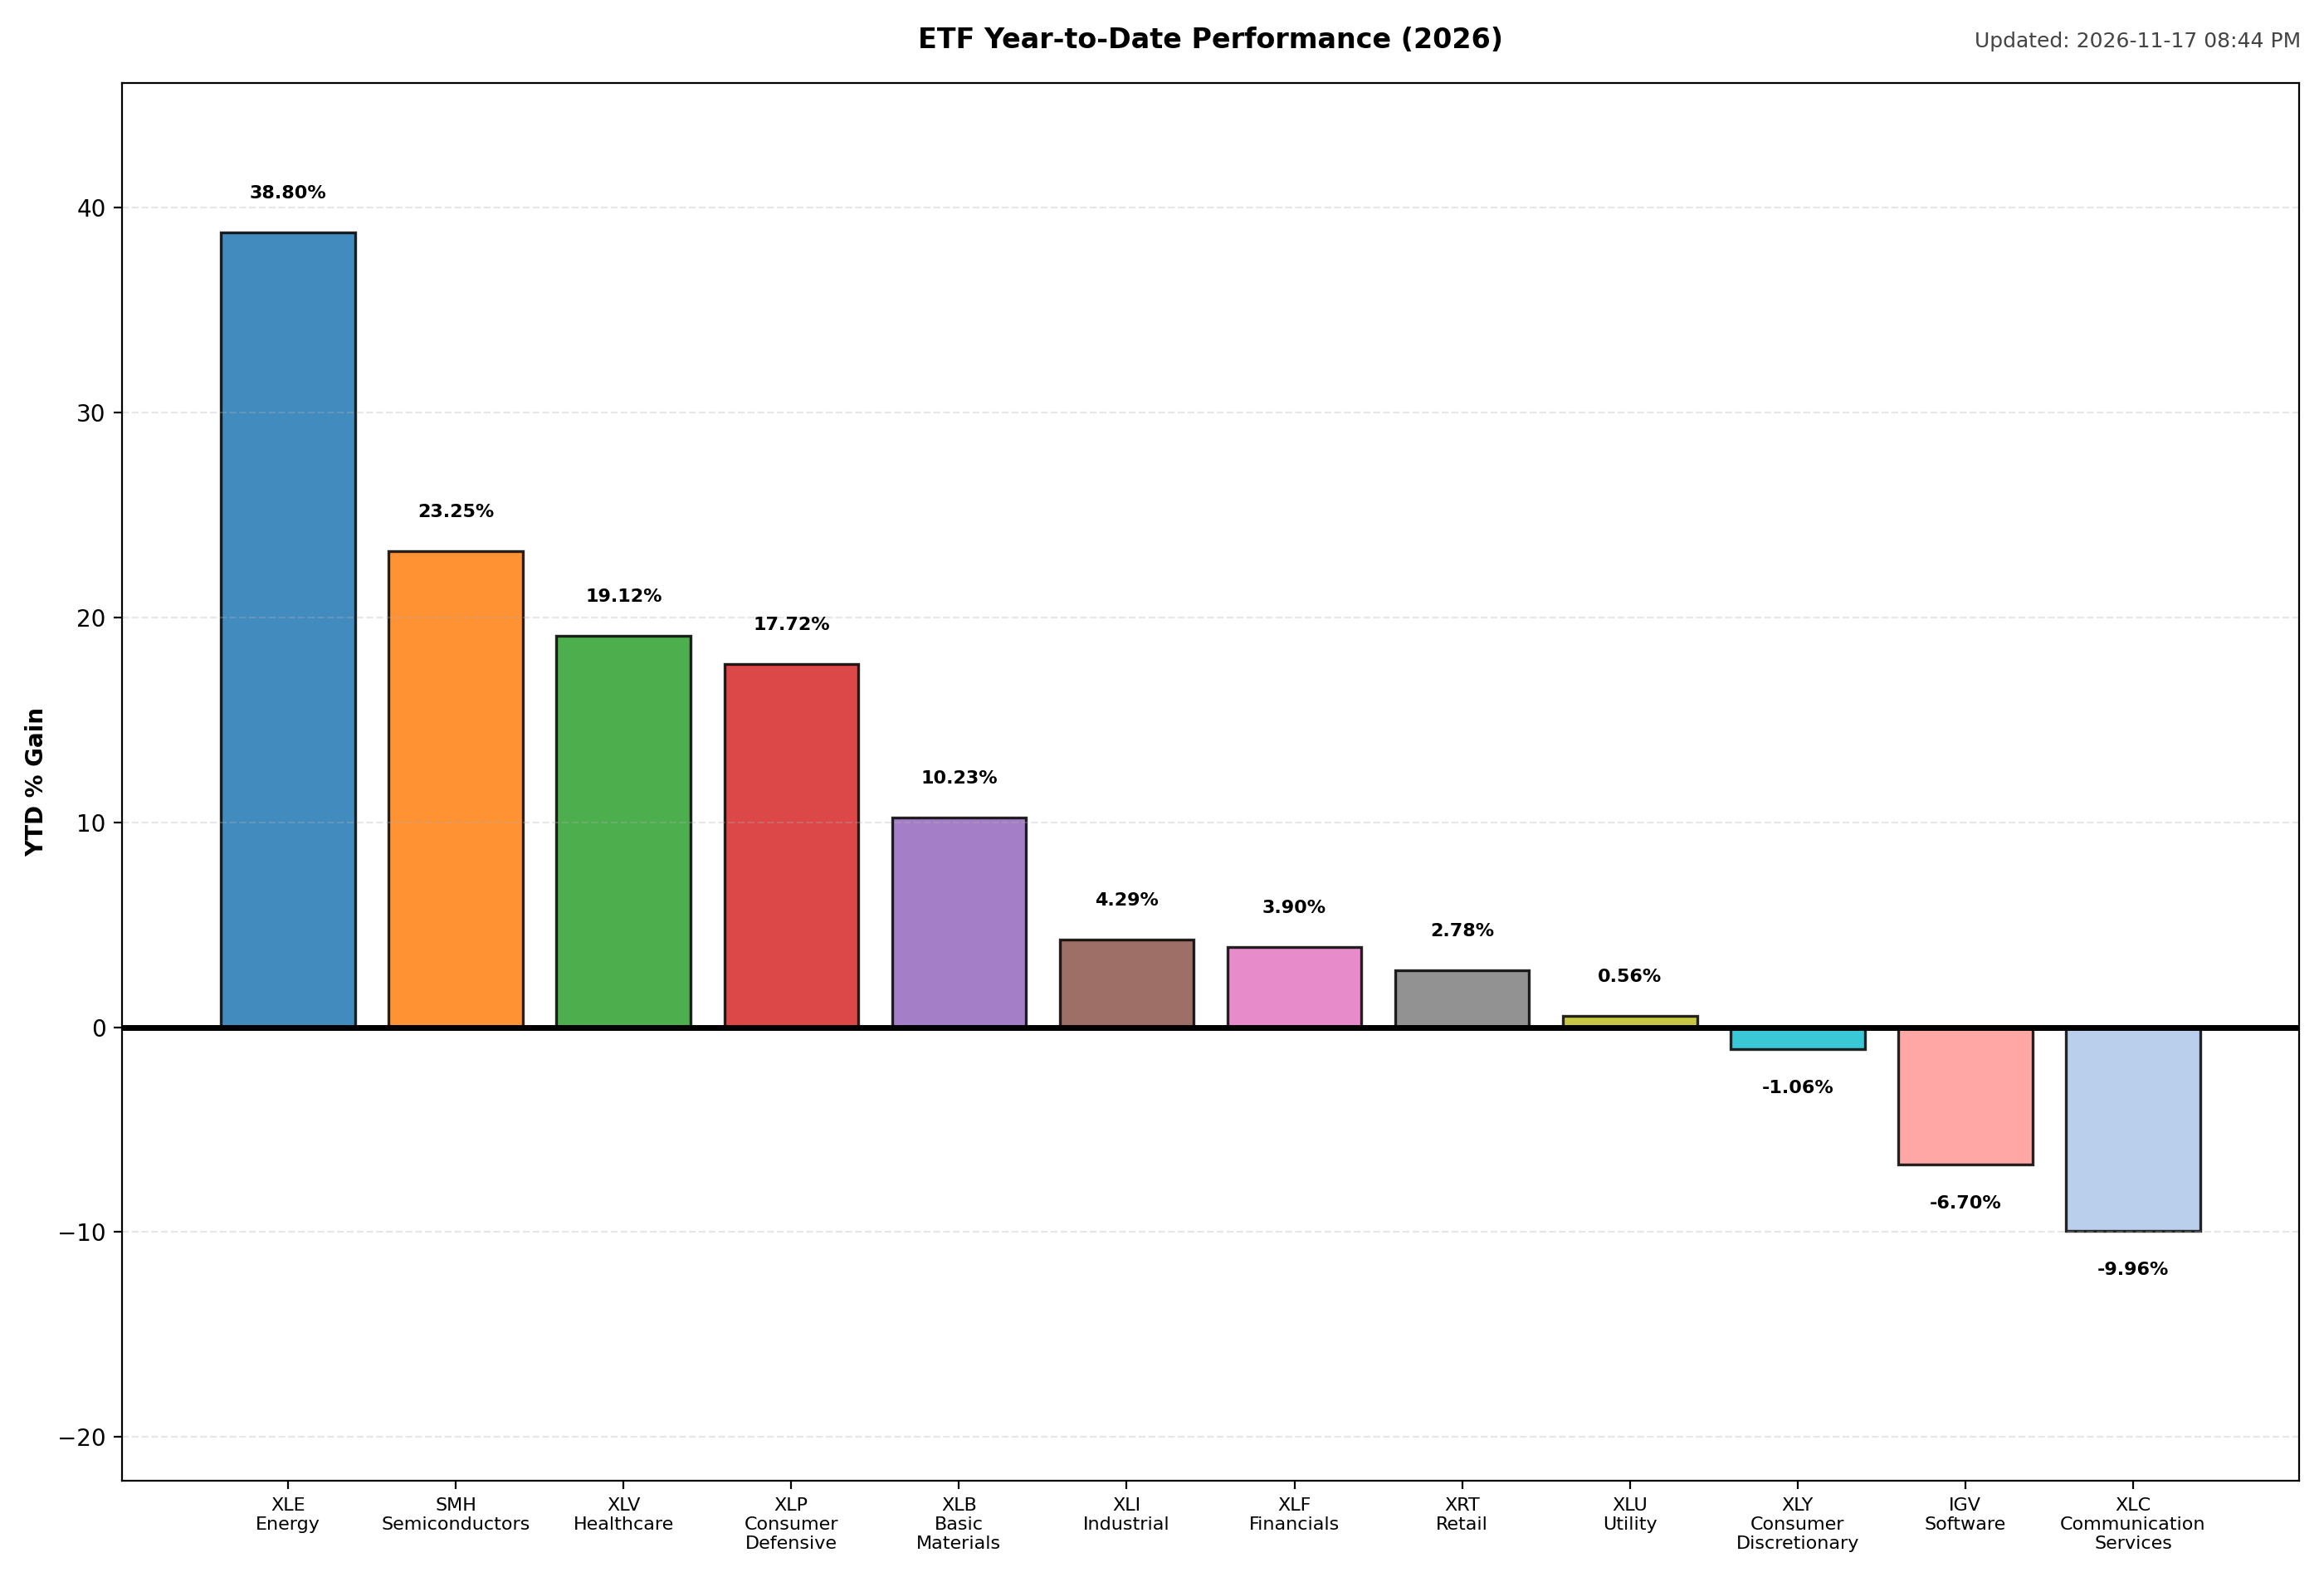 ETF Year-to-Date Performance (2026)
Updated: 2026-11-17 08:44 PM
YTD % Gain
40
30
20
10
0
−10
−20
38.80%
23.25%
19.12%
17.72%
10.23%
4.29%
3.90%
2.78%
0.56%
-1.06%
-6.70%
-9.96%
XLE
Energy
SMH
Semiconductors
XLV
Healthcare
XLP
Consumer
Defensive
XLB
Basic
Materials
XLI
Industrial
XLF
Financials
XRT
Retail
XLU
Utility
XLY
Consumer
Discretionary
IGV
Software
XLC
Communication
Services